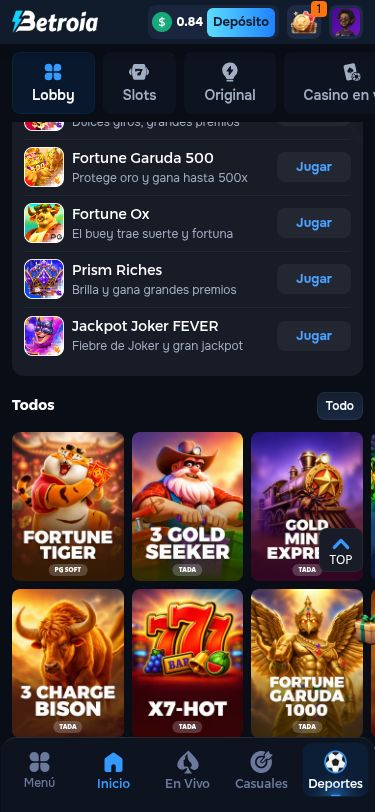 Betroia
$ 0.84 Depósito
1
Lobby
Slots
Original
Casino en v
Dulces giros, grandes premios
Fortune Garuda 500
Protege oro y gana hasta 500x
Jugar
Fortune Ox
El buey trae suerte y fortuna
Jugar
Prism Riches
Brilla y gana grandes premios
Jugar
Jackpot Joker FEVER
Fiebre de Joker y gran jackpot
Jugar
Todos
Todo
FORTUNE
TIGER
PG SOFT
3 GOLD
SEEKER
TADA
GOLD
MIN
EXPRE
TADA
TOP
3 CHARGE
BISON
TADA
777
BAR
X7-HOT
TADA
FORTUNE
GARUDA
1000
TADA
Menú
Inicio
En Vivo
Casuales
Deportes